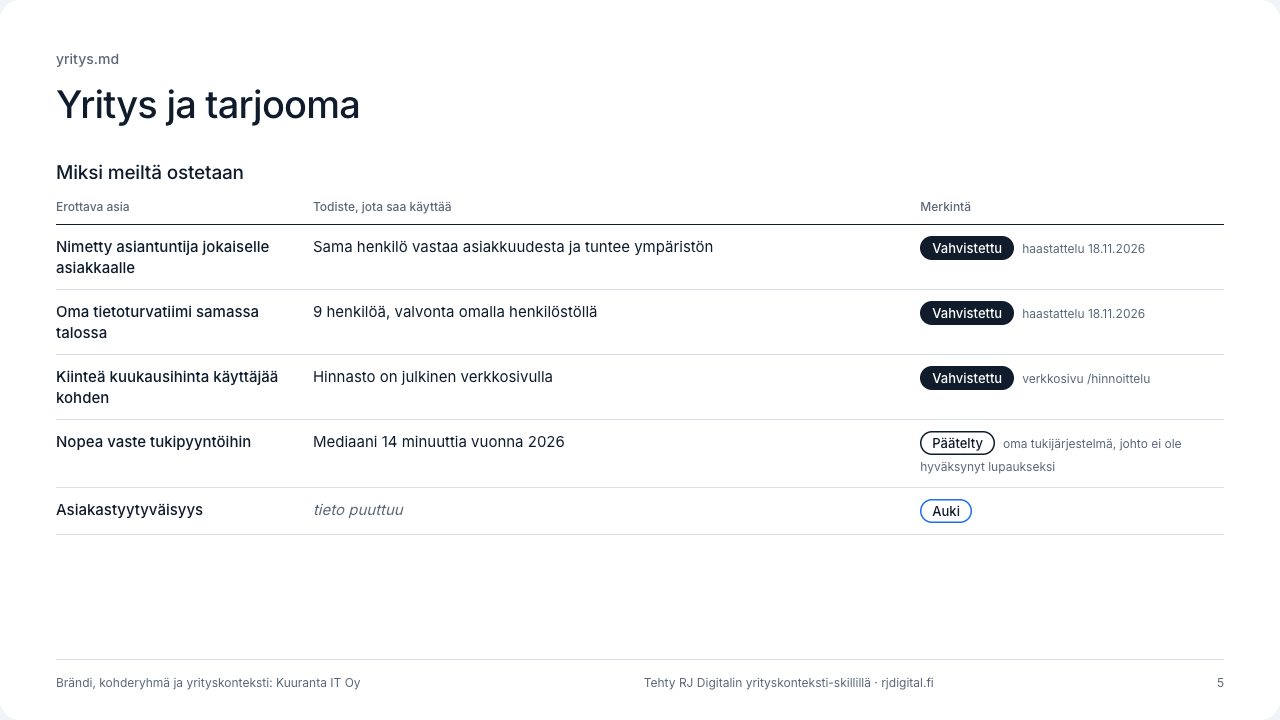 yritys.md
Yritys ja tarjooma
Miksi meiltä ostetaan
Erottava asia Todiste, jota saa käyttää Merkintä
Nimetty asiantuntija jokaiselle asiakkaalle Sama henkilö vastaa asiakkuudesta ja tuntee ympäristön Vahvistettu haastattelu 18.11.2026
Oma tietoturvatiimi samassa talossa 9 henkilöä, valvonta omalla henkilöstöllä Vahvistettu haastattelu 18.11.2026
Kiinteä kuukausihinta käyttäjää kohden Hinnasto on julkinen verkkosivulla Vahvistettu verkkosivu /hinnoittelu
Nopea vaste tukipyyntöihin Mediaani 14 minuuttia vuonna 2026 Päätelty oma tukijärjestelmä, johto ei ole hyväksynyt lupaukseksi
Asiakastyytyväisyys tieto puuttuu Auki
Brändi, kohderyhmä ja yrityskonteksti: Kuuranta IT Oy Tehty RJ Digitalin yrityskonteksti-skillillä · rjdigital.fi 5